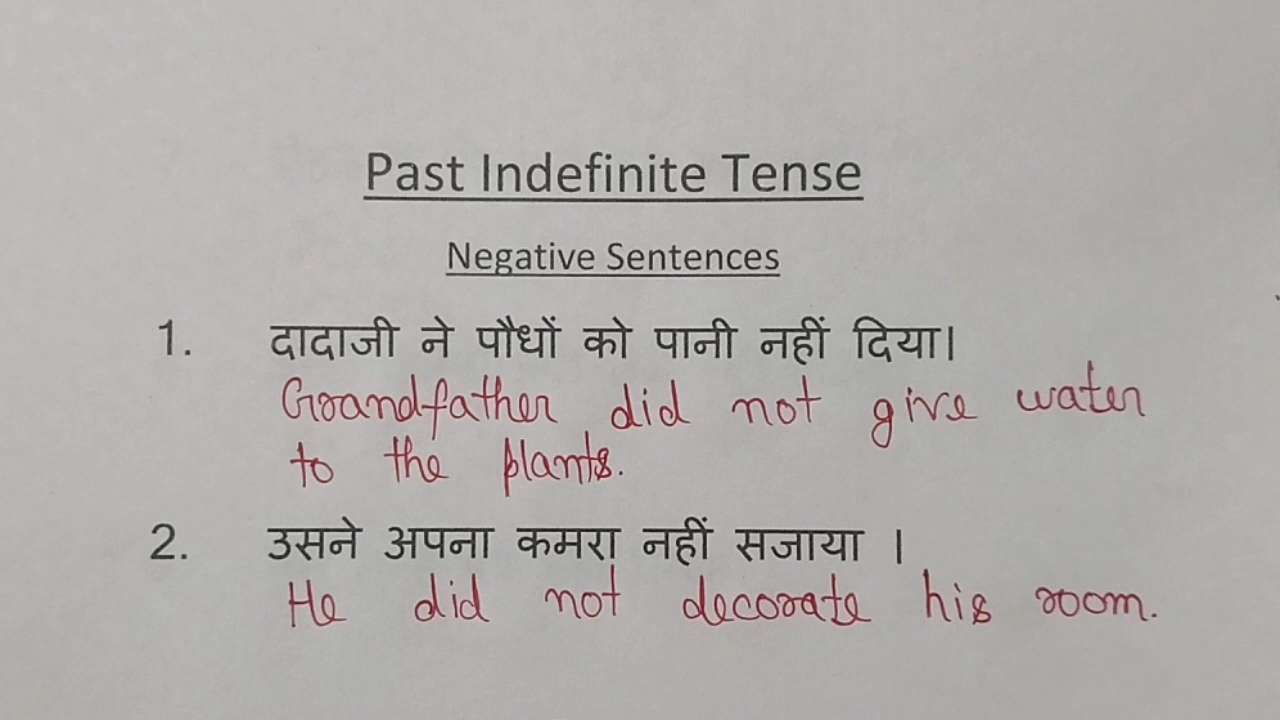 Past Indefinite Tense
Negative Sentences
1. दादाजी ने पौधों को पानी नहीं दिया।
Grandfather did not give water
to the plants.
2. उसने अपना कमरा नहीं सजाया ।
He did not decorate his room.